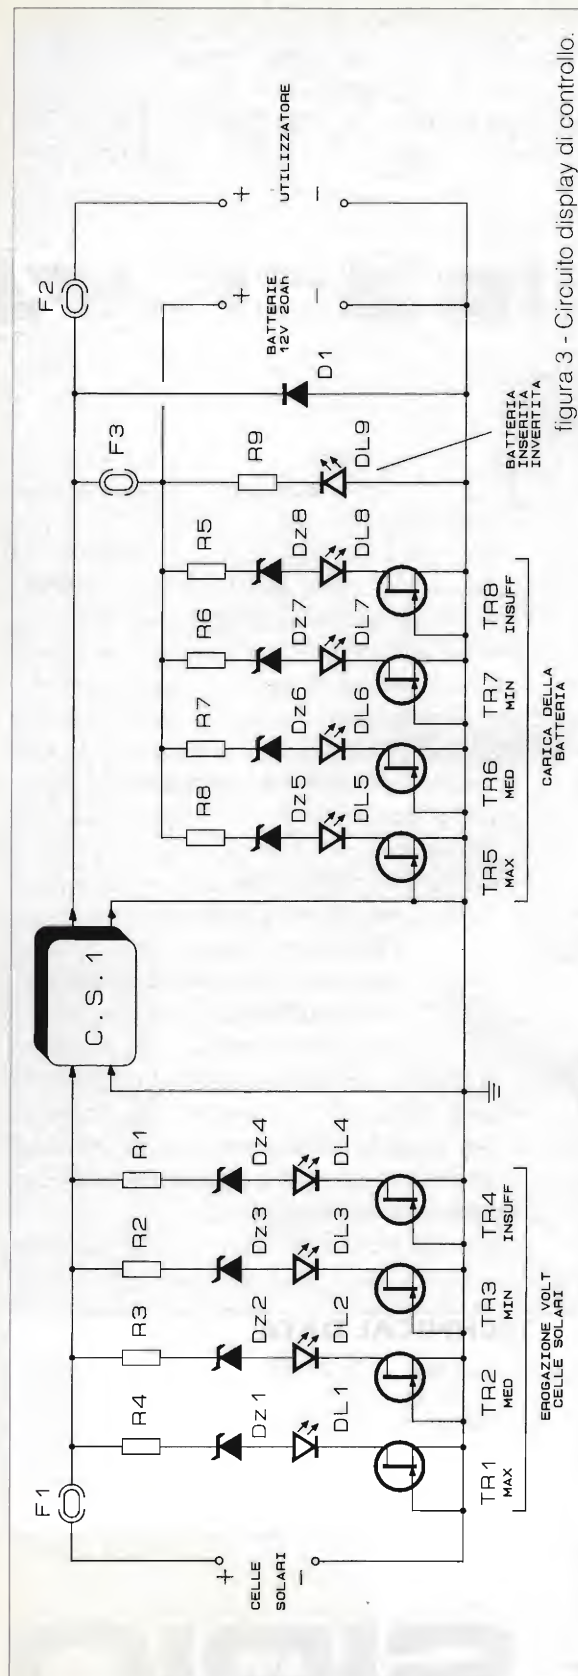 F1
R4
R3
R2
R1
Dz1
Dz2
Dz3
Dz4
DL1
DL2
DL3
DL4
TR1
MAX
TR2
MED
TR3
MIN
TR4
INSUFF
EROGAZIONE VOLT
CELLE SOLARI
+
CELLE
SOLARI
−
C.S.1
R8
R7
R6
R5
Dz5
Dz6
Dz7
Dz8
DL5
DL6
DL7
DL8
TR5
MAX
TR6
MED
TR7
MIN
TR8
INSUFF
CARICA DELLA
BATTERIA
F3
R9
DL9
BATTERIA
INSERITA
INVERTITA
D1
F2
+
BATTERIE
12V 20Ah
−
+
UTILIZZATORE
−
figura 3 - Circuito display di controllo.